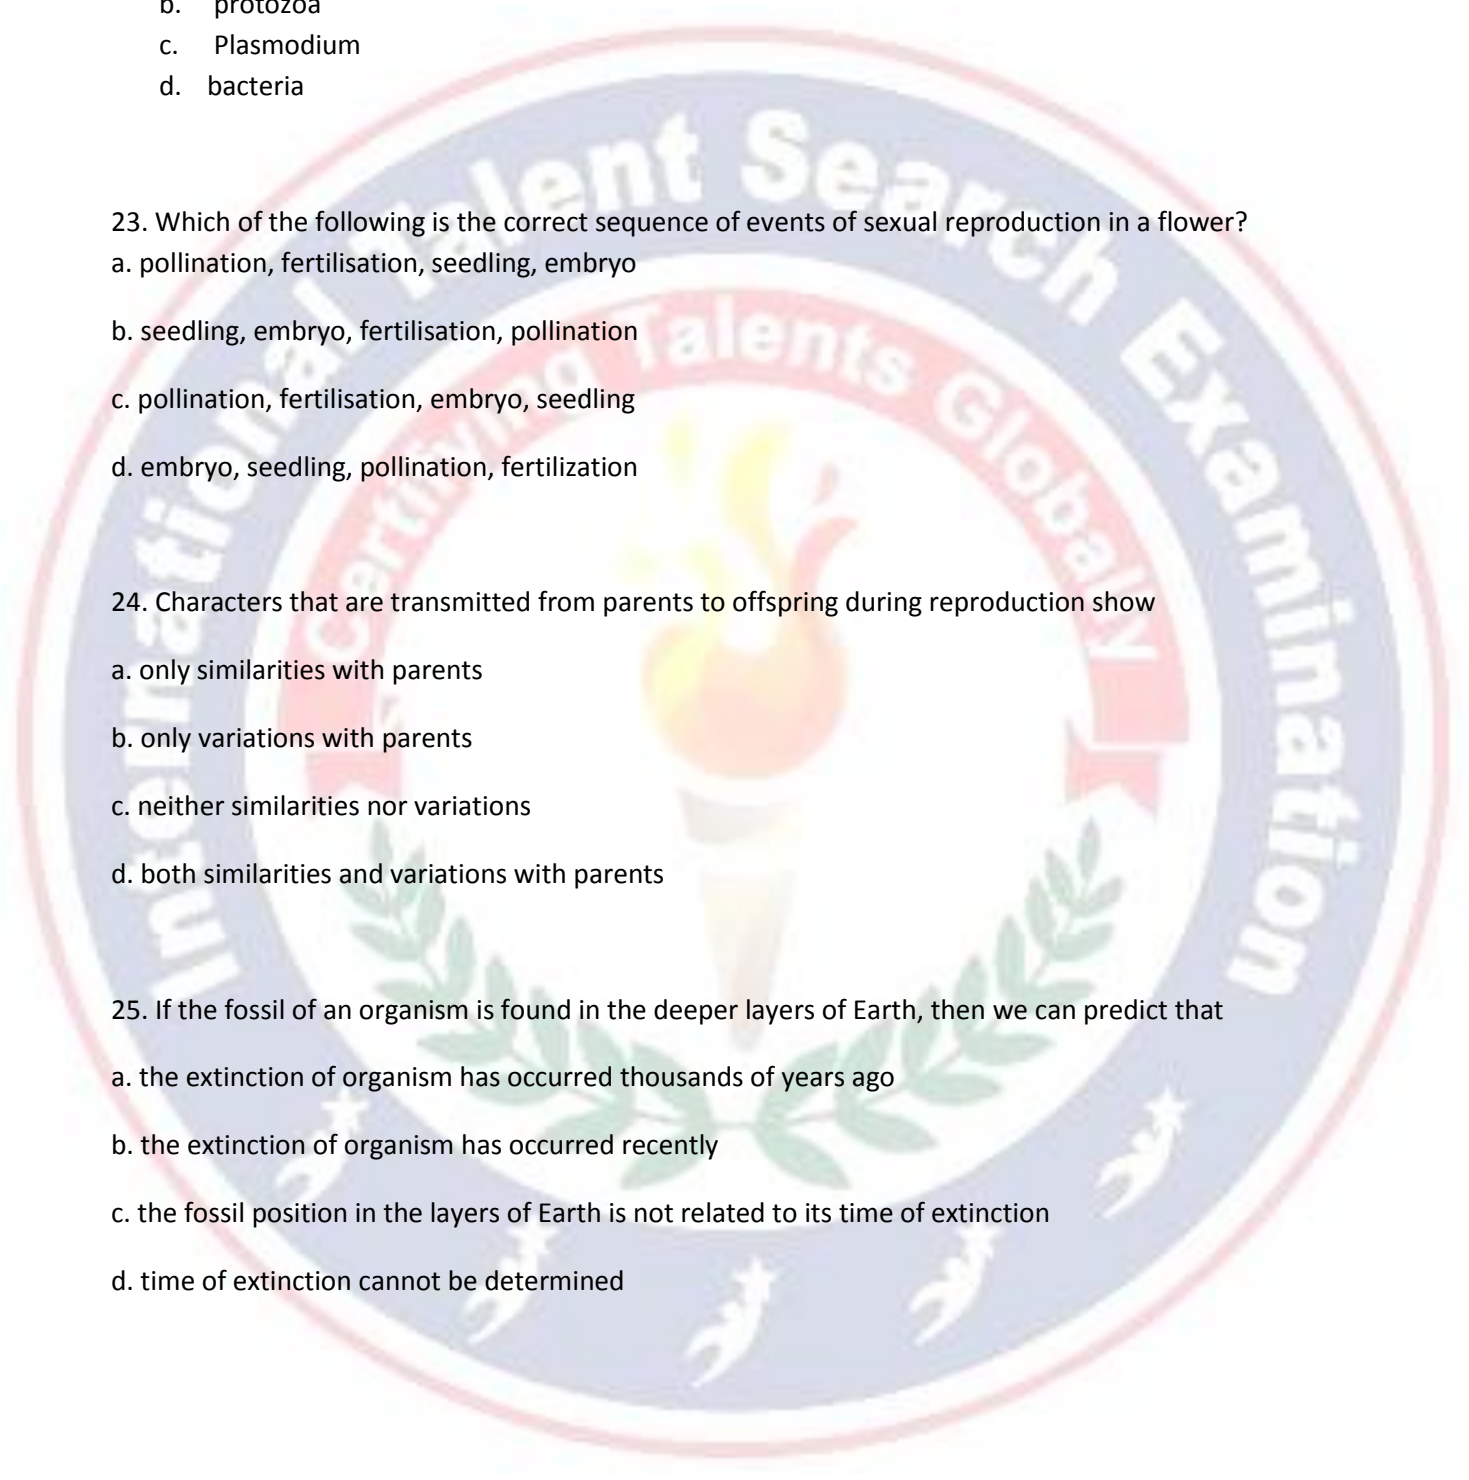 b. protozoa
c. Plasmodium
d. bacteria
23. Which of the following is the correct sequence of events of sexual reproduction in a flower?
a. pollination, fertilisation, seedling, embryo
b. seedling, embryo, fertilisation, pollination
c. pollination, fertilisation, embryo, seedling
d. embryo, seedling, pollination, fertilization
24. Characters that are transmitted from parents to offspring during reproduction show
a. only similarities with parents
b. only variations with parents
c. neither similarities nor variations
d. both similarities and variations with parents
25. If the fossil of an organism is found in the deeper layers of Earth, then we can predict that
a. the extinction of organism has occurred thousands of years ago
b. the extinction of organism has occurred recently
c. the fossil position in the layers of Earth is not related to its time of extinction
d. time of extinction cannot be determined
International Talent Search Examination
Certifying Talents Globaly